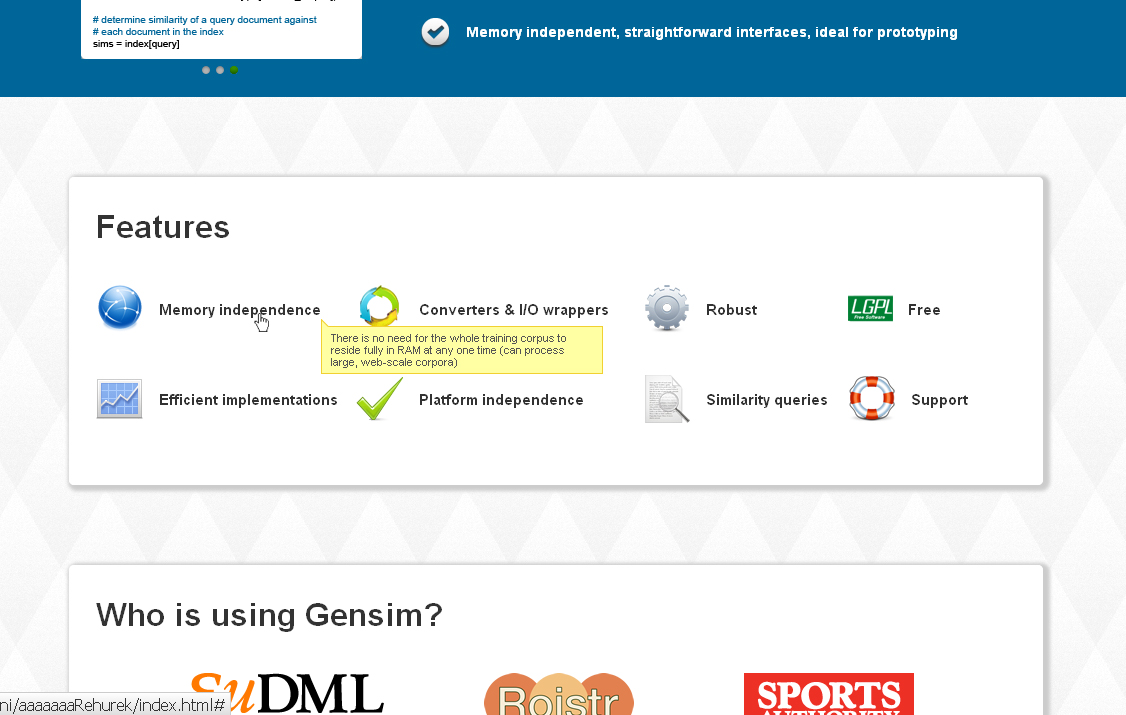 # determine similarity of a query document against
# each document in the index
sims = index[query]
Memory independent, straightforward interfaces, ideal for prototyping
Features
Memory independence
Converters & I/O wrappers
Robust
LGPL
Free Software
Free
There is no need for the whole training corpus to
reside fully in RAM at any one time (can process
large, web-scale corpora)
Efficient implementations
Platform independence
Similarity queries
Support
Who is using Gensim?
EuDML
Roistr
SPORTS
AUTHORITY
ni/aaaaaaaRehurek/index.html#